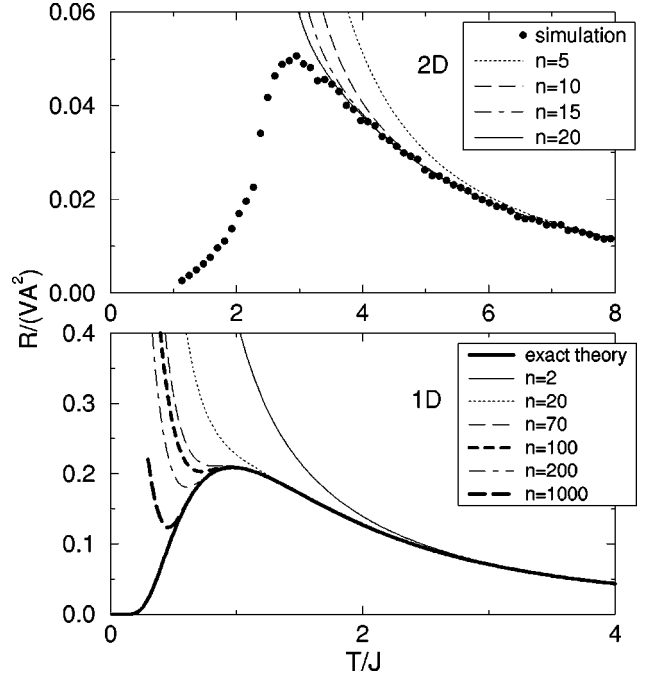 0.06
0.04
0.02
0.00
2D
simulation
n=5
n=10
n=15
n=20
0 2 4 6 8
R/(VA²)
0.4
0.3
0.2
0.1
0.0
1D
exact theory
n=2
n=20
n=70
n=100
n=200
n=1000
0 1 2 3 4
T/J